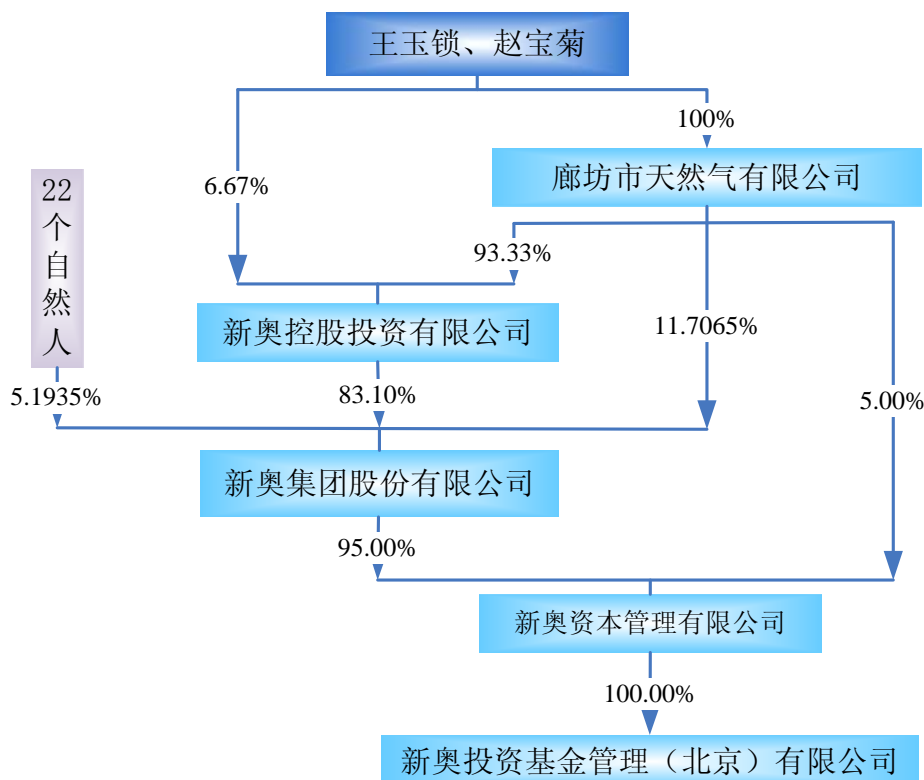 王玉锁、赵宝菊
100%
廊坊市天然气有限公司
22
个
自
然
人
6.67%
93.33%
新奥控股投资有限公司
11.7065%
5.1935%
83.10%
5.00%
新奥集团股份有限公司
95.00%
新奥资本管理有限公司
100.00%
新奥投资基金管理（北京）有限公司